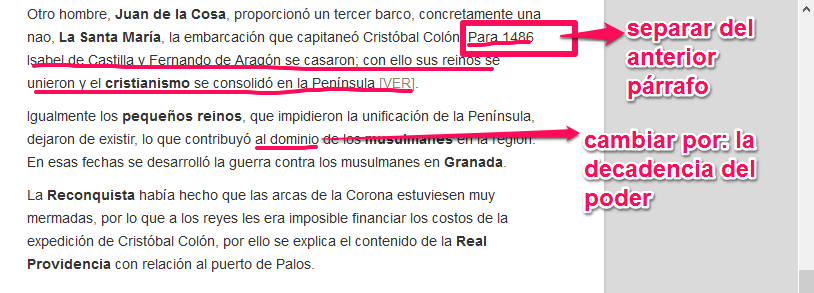 Otro hombre, Juan de la Cosa, proporcionó un tercer barco, concretamente una
nao, La Santa María, la embarcación que capitaneó Cristóbal Colón. Para 1486
Isabel de Castilla y Fernando de Aragón se casaron; con ello sus reinos se
unieron y el cristianismo se consolidó en la Península [VER].
separar del
anterior
párrafo
Igualmente los pequeños reinos, que impidieron la unificación de la Península,
dejaron de existir, lo que contribuyó al dominio de los musulmanes en la región.
En esas fechas se desarrolló la guerra contra los musulmanes en Granada.
cambiar por: la
decadencia del
poder
La Reconquista había hecho que las arcas de la Corona estuviesen muy
mermadas, por lo que a los reyes les era imposible financiar los costos de la
expedición de Cristóbal Colón, por ello se explica el contenido de la Real
Providencia con relación al puerto de Palos.